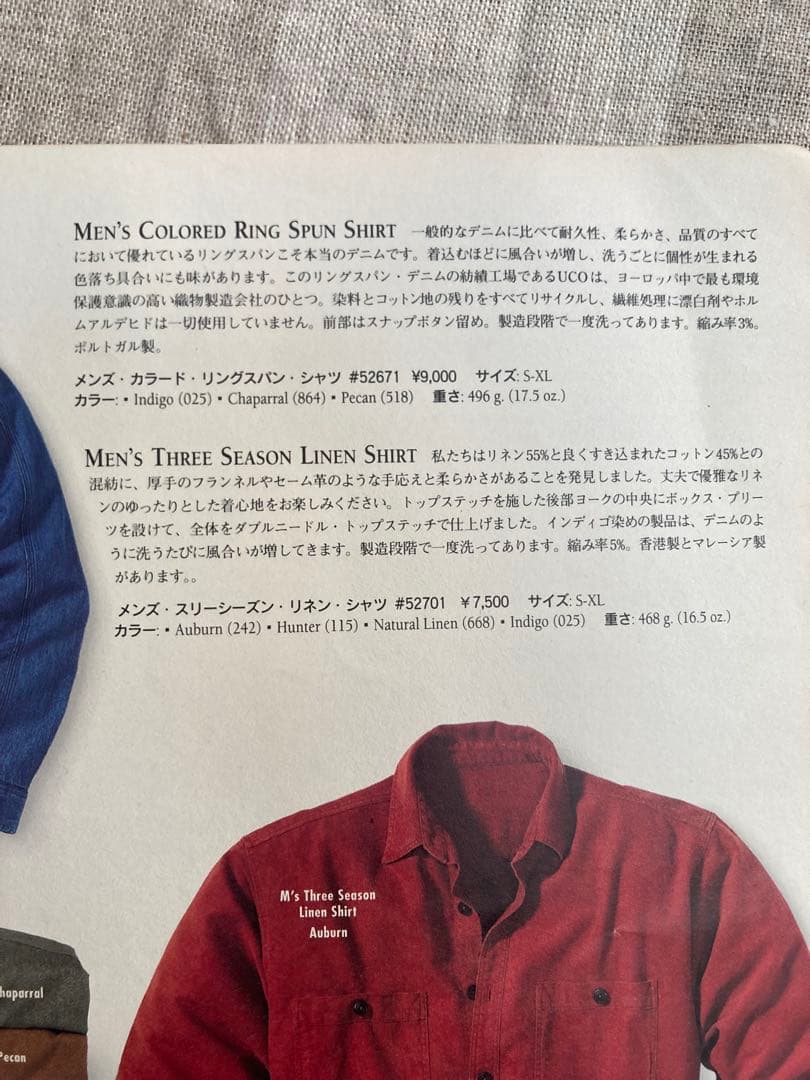 MEN'S COLORED RING SPUN SHIRT 一般的なデニムに比べて耐久性、柔らかさ、品質のすべて
において優れているリングスパンこそ本当のデニムです。着込むほどに風合いが増し、洗うごとに個性が生まれる
色落ち具合いにも味があります。このリングスパン・デニムの紡績工場であるUCOは、ヨーロッパ中で最も環境
保護意識の高い織物製造会社のひとつ。染料とコットン地の残りをすべてリサイクルし、繊維処理に漂白剤やホル
ムアルデヒドは一切使用していません。前部はスナップボタン留め。製造段階で一度洗ってあります。縮み率3%。
ポルトガル製。
メンズ・カラード・リングスパン・シャツ #52671 ¥9,000 サイズ: S-XL
カラー: ▪ Indigo (025) ▪ Chaparral (864) ▪ Pecan (518) 重さ: 496 g. (17.5 oz.)
MEN'S THREE SEASON LINEN SHIRT 私たちはリネン55%と良くすき込まれたコットン45%との
混紡に、厚手のフランネルやセーム革のような手応えと柔らかさがあることを発見しました。丈夫で優雅なリネ
ンのゆったりとした着心地をお楽しみください。トップステッチを施した後部ヨークの中央にボックス・プリー
ツを設けて、全体をダブルニードル・トップステッチで仕上げました。インディゴ染めの製品は、デニムのよ
うに洗うたびに風合いが増してきます。製造段階で一度洗ってあります。縮み率5%。香港製とマレーシア製
があります。。
メンズ・スリーシーズン・リネン・シャツ #52701 ¥7,500 サイズ: S-XL
カラー: ▪ Auburn (242) ▪ Hunter (115) ▪ Natural Linen (668) ▪ Indigo (025) 重さ: 468 g. (16.5 oz.)
M's Three Season
Linen Shirt
Auburn
haparral
Pecan